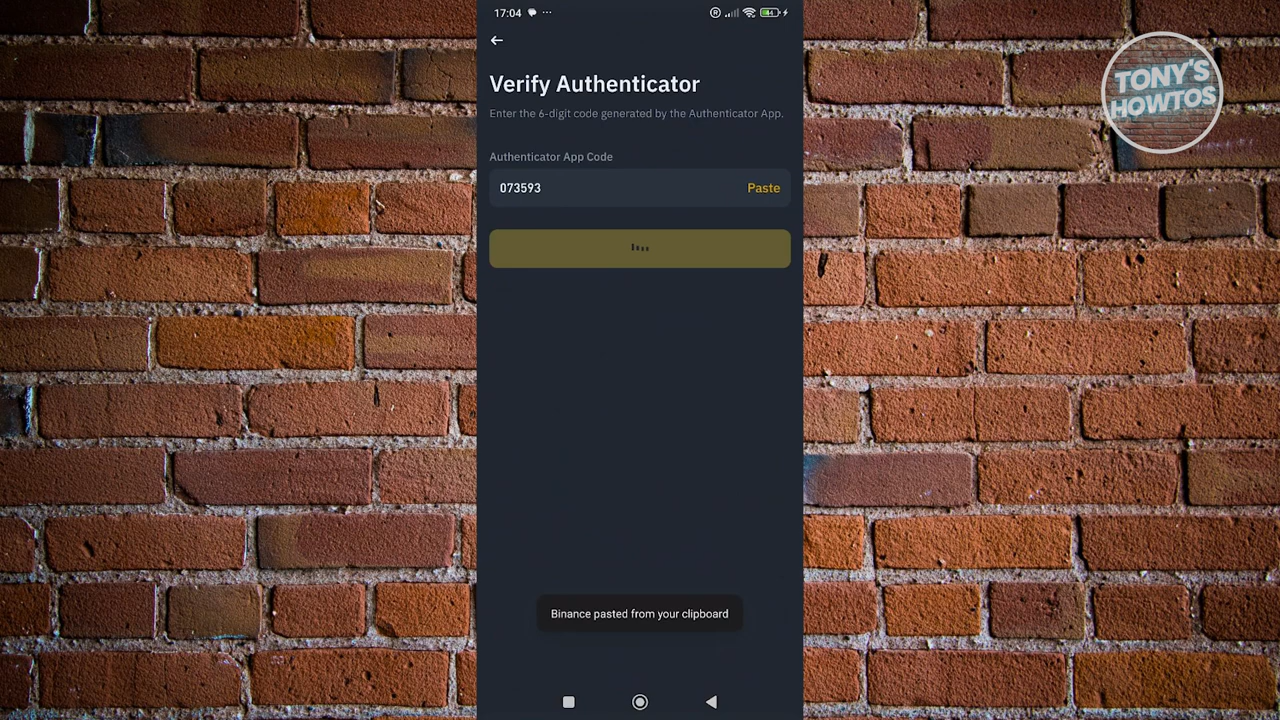 17:04
TONY'S
HOWTOS
Verify Authenticator
Enter the 6-digit code generated by the Authenticator App.
Authenticator App Code
073593 Paste
Binance pasted from your clipboard